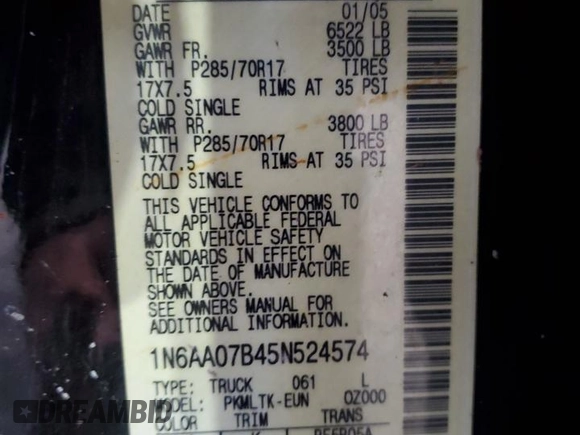 DATE 01/05
GVWR 6522 LB
GAWR FR. 3500 LB
WITH P285/70R17 TIRES
17X7.5 RIMS AT 35 PSI
COLD SINGLE
GAWR RR. 3800 LB
WITH P285/70R17 TIRES
17X7.5 RIMS AT 35 PSI
COLD SINGLE
THIS VEHICLE CONFORMS TO
ALL APPLICABLE FEDERAL
MOTOR VEHICLE SAFETY
STANDARDS IN EFFECT ON
THE DATE OF MANUFACTURE
SHOWN ABOVE.
SEE OWNERS MANUAL FOR
ADDITIONAL INFORMATION.
1N6AA07B45N524574
TYPE: TRUCK 061 L
MODEL: PKMLTK-EUN OZ000
COLOR TRIM TRANS
DREAMBID